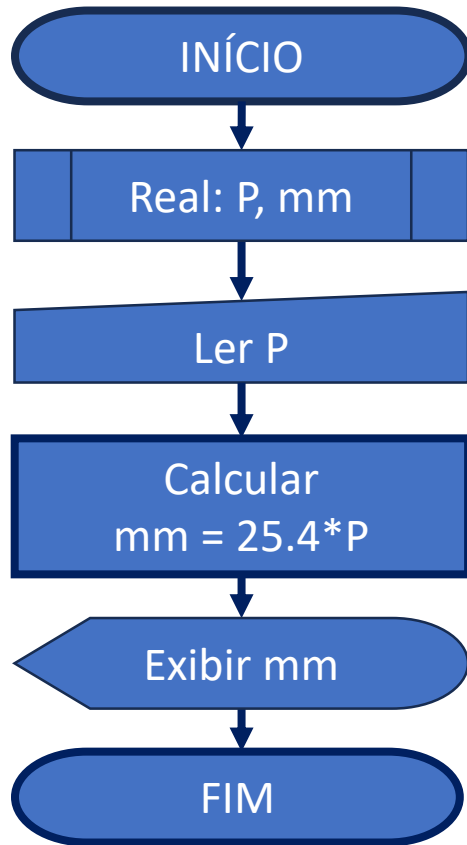 INÍCIO
Real: P, mm
Ler P
Calcular
mm = 25.4*P
Exibir mm
FIM